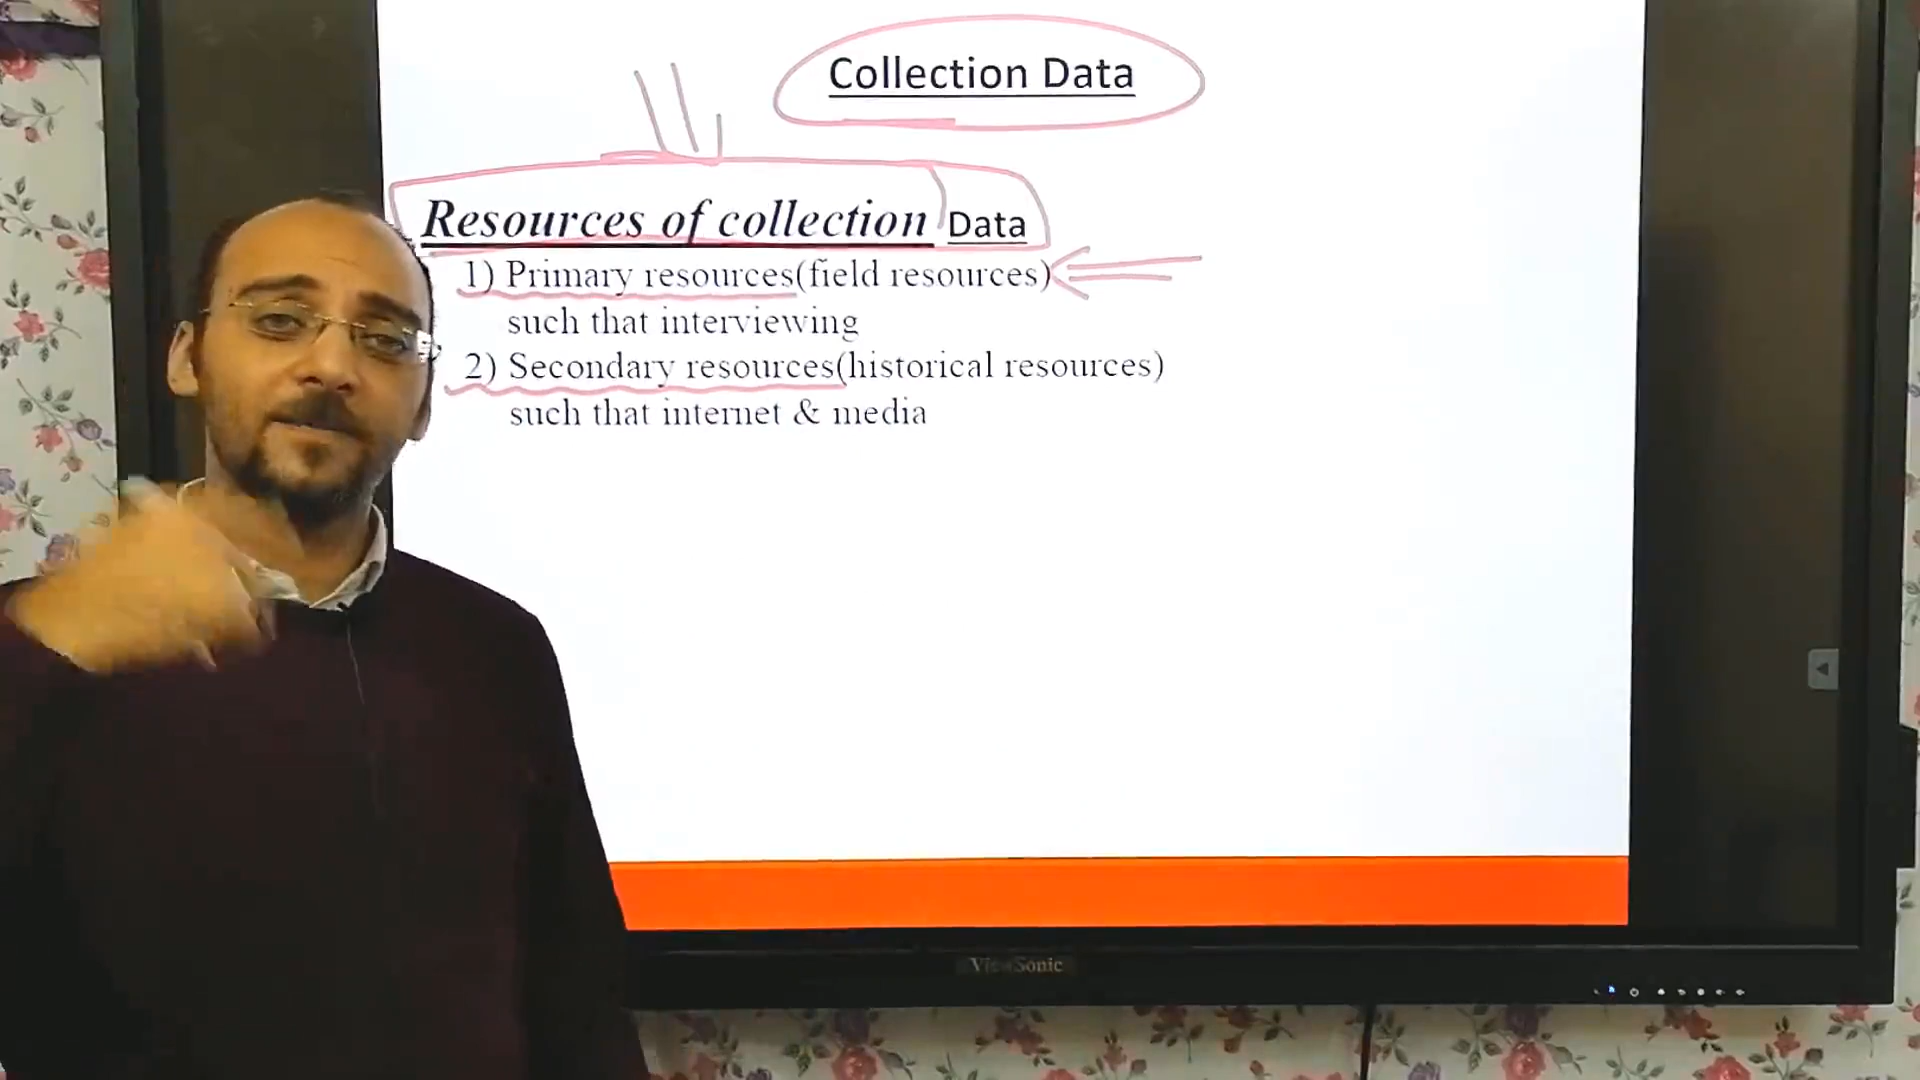 Collection Data
Resources of collection Data
1) Primary resources(field resources)
such that interviewing
2) Secondary resources(historical resources)
such that internet & media
ViewSonic